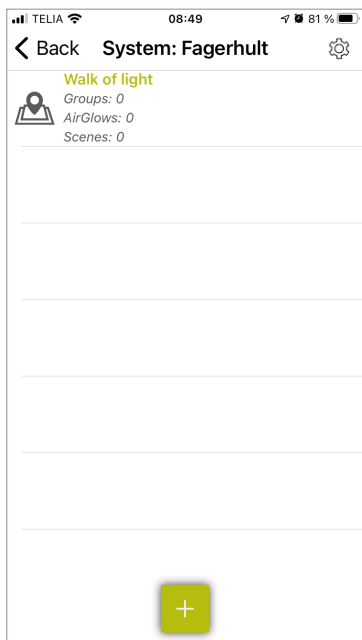 TELIA 08:49 81 %
Back System: Fagerhult
Walk of light
Groups: 0
AirGlows: 0
Scenes: 0
+